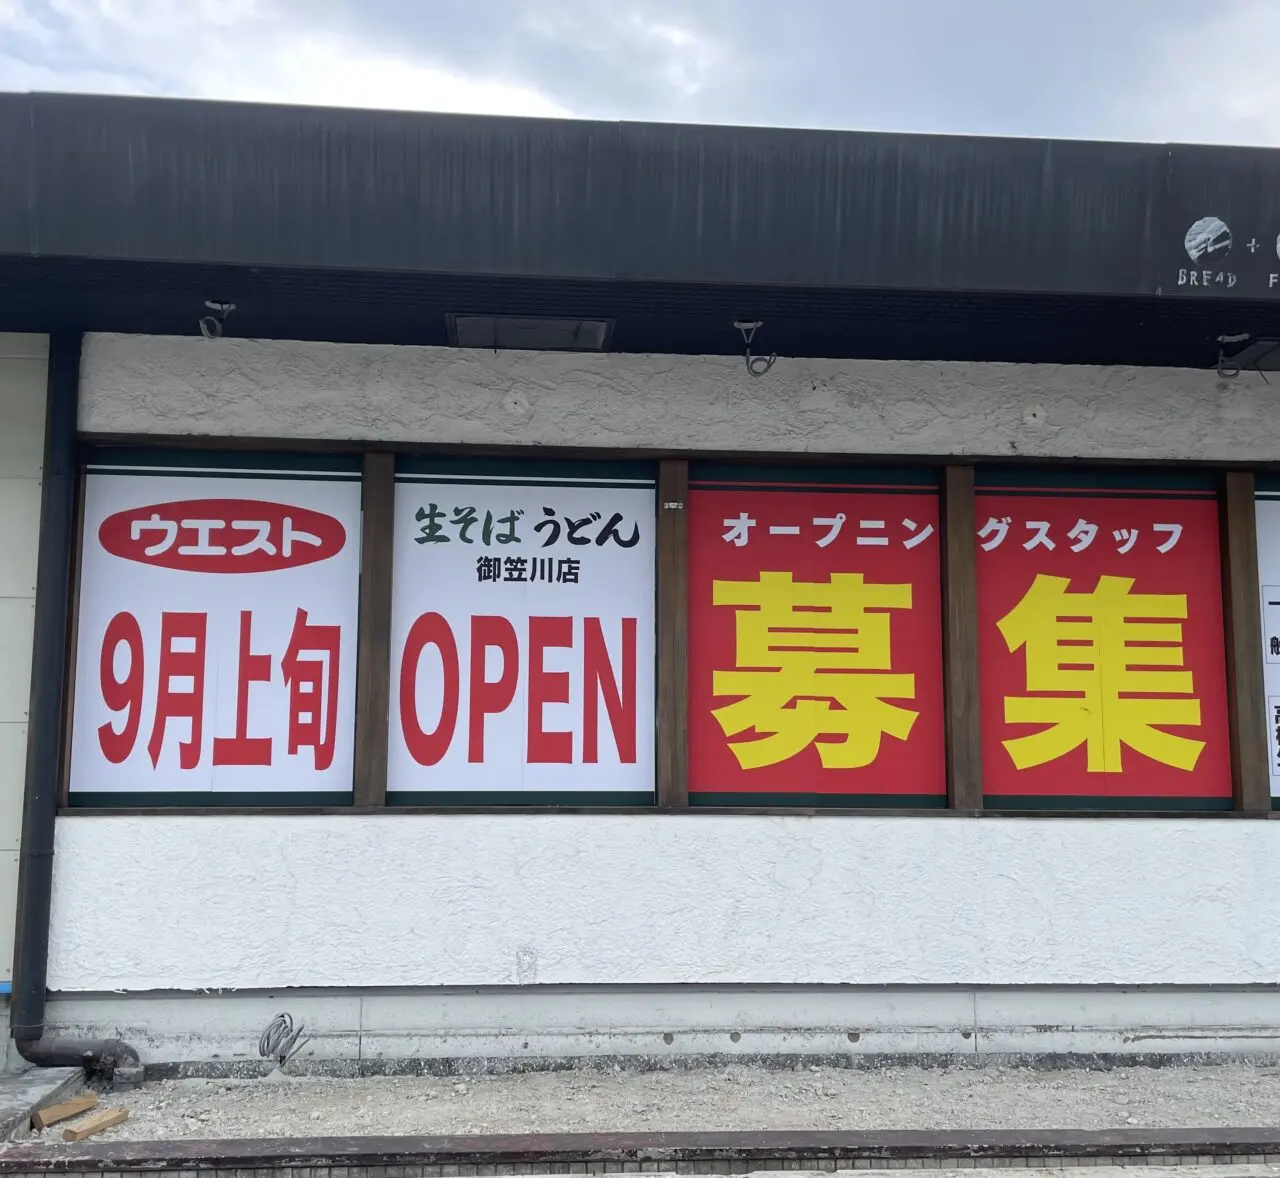 BREAD
ウエスト
9月上旬
生そば うどん
御笠川店
OPEN
オープニングスタッフ
募集